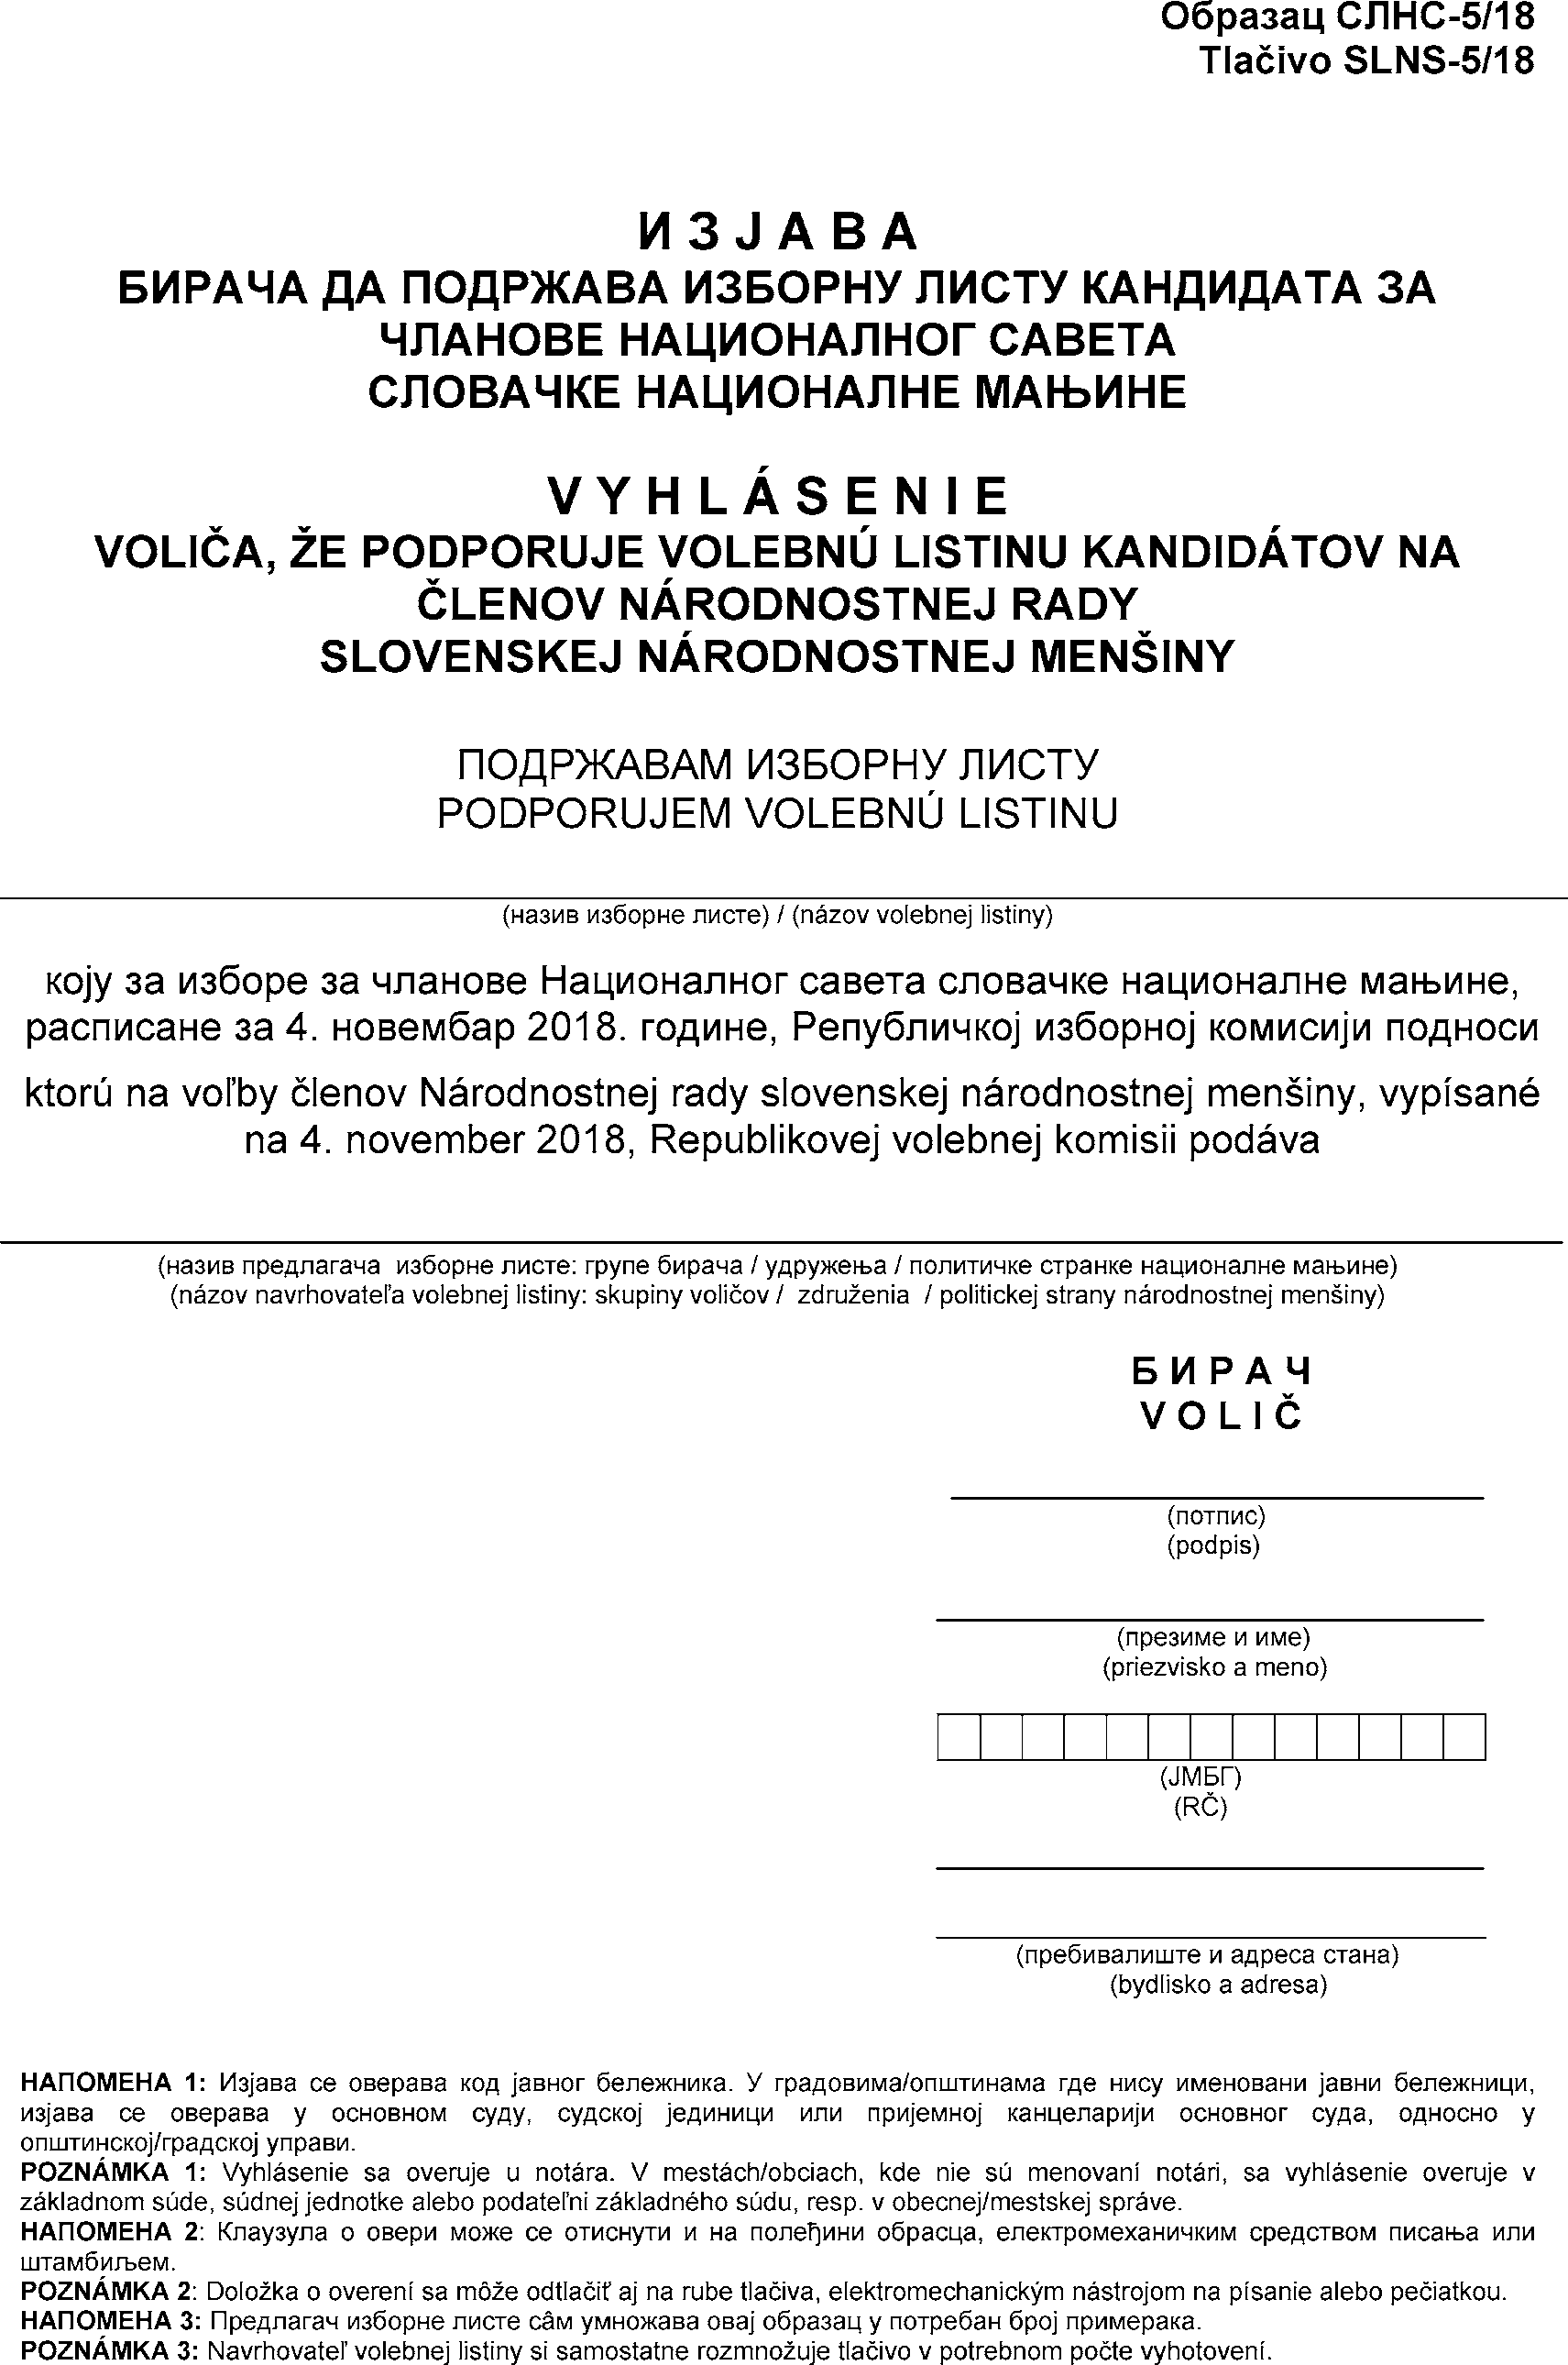 Образац СЛНС-5/18
Tlačivo SLNS-5/18
И З Ј А В А
БИРАЧА ДА ПОДРЖАВА ИЗБОРНУ ЛИСТУ КАНДИДАТА ЗА
ЧЛАНОВЕ НАЦИОНАЛНОГ САВЕТА
СЛОВАЧКЕ НАЦИОНАЛНЕ МАЊИНЕ
V Y H L Á S E N I E
VOLIČA, ŽE PODPORUJE VOLEBNÚ LISTINU KANDIDÁTOV NA
ČLENOV NÁRODNOSTNEJ RADY
SLOVENSKEJ NÁRODNOSTNEJ MENŠINY
ПОДРЖАВАМ ИЗБОРНУ ЛИСТУ
PODPORUJEM VOLEBNÚ LISTINU
(назив изборне листе) / (názov volebnej listiny)
коју за изборе за чланове Националног савета словачке националне мањине,
расписане за 4. новембар 2018. године, Републичкој изборној комисији подноси
ktorú na voľby členov Národnostnej rady slovenskej národnostnej menšiny, vypísané
na 4. november 2018, Republikovej volebnej komisii podáva
(назив предлагача изборне листе: групе бирача / удружења / политичке странке националне мањине)
(názov navrhovateľa volebnej listiny: skupiny voličov / združenia / politickej strany národnostnej menšiny)
Б И Р А Ч
V O L I Č
(потпис)
(podpis)
(презиме и име)
(priezvisko a meno)
(ЈМБГ)
(RČ)
(пребивалиште и адреса стана)
(bydlisko a adresa)
НАПОМЕНА 1: Изјава се оверава код јавног бележника. У градовима/општинама где нису именовани јавни бележници,
изјава се оверава у основном суду, судској јединици или пријемној канцеларији основног суда, односно у
општинској/градској управи.
POZNÁMKA 1: Vyhlásenie sa overuje u notára. V mestách/obciach, kde nie sú menovaní notári, sa vyhlásenie overuje v
základnom súde, súdnej jednotke alebo podateľni základného súdu, resp. v obecnej/mestskej správe.
НАПОМЕНА 2: Клаузула о овери може се отиснути и на полеђини обрасца, електромеханичким средством писања или
штамбиљем.
POZNÁMKA 2: Doložka o overení sa môže odtlačiť aj na rube tlačiva, elektromechanickým nástrojom na písanie alebo pečiatkou.
НАПОМЕНА 3: Предлагач изборне листе сâм умножава овај образац у потребан број примерака.
POZNÁMKA 3: Navrhovateľ volebnej listiny si samostatne rozmnožuje tlačivo v potrebnom počte vyhotovení.